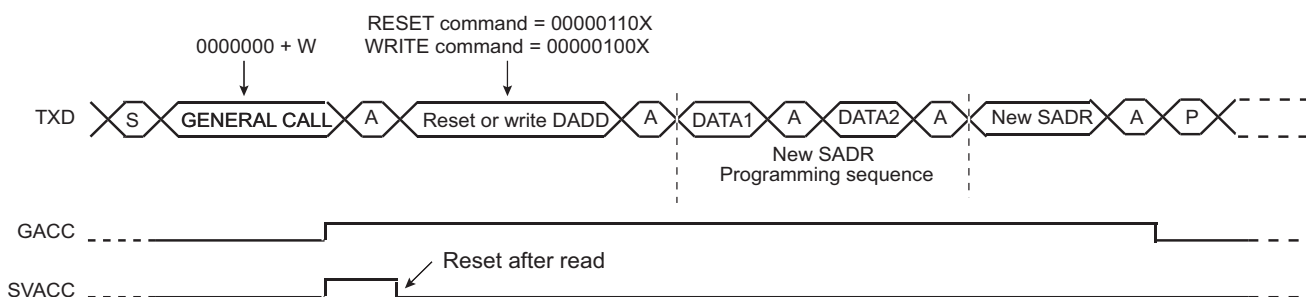 RESET command = 00000110X
0000000 + W
WRITE command = 00000100X
TXD
S
GENERAL CALL
A
Reset or write DADD
A
DATA1
A
DATA2
A
New SADR
A
P
New SADR
Programming sequence
GACC
Reset after read
SVACC